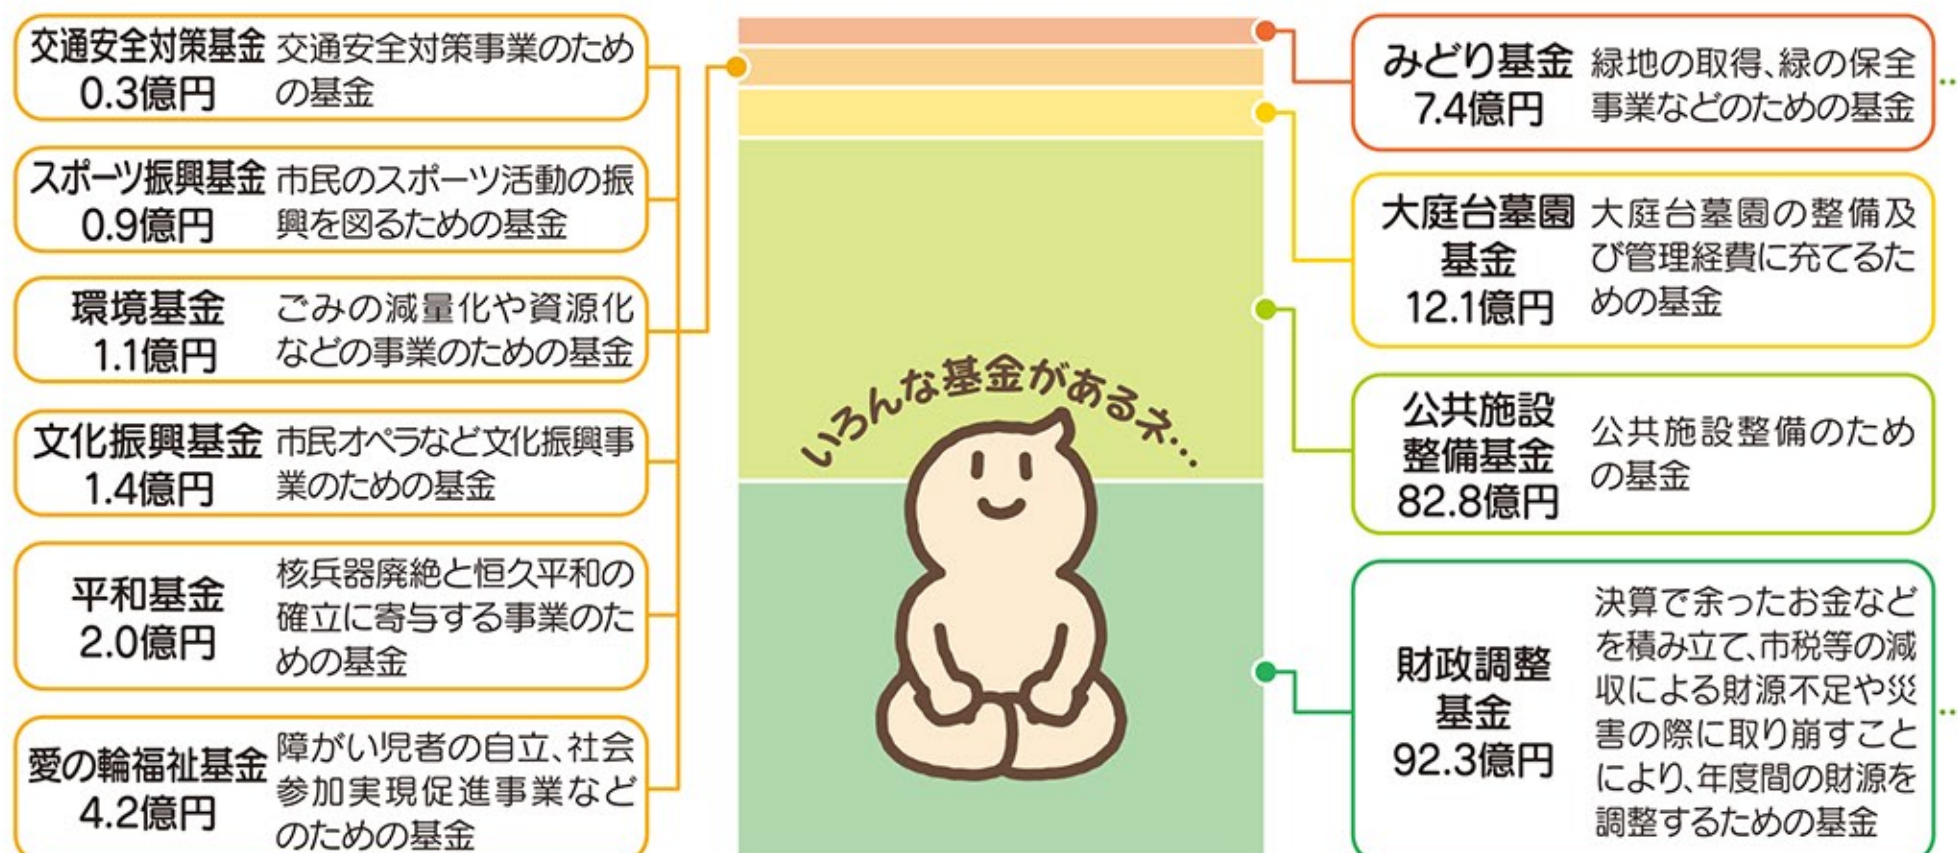 交通安全対策基金
0.3億円
交通安全対策事業のため
の基金
スポーツ振興基金
0.9億円
市民のスポーツ活動の振
興を図るための基金
環境基金
1.1億円
ごみの減量化や資源化
などの事業のための基金
文化振興基金
1.4億円
市民オペラなど文化振興事
業のための基金
平和基金
2.0億円
核兵器廃絶と恒久平和の
確立に寄与する事業のた
めの基金
愛の輪福祉基金
4.2億円
障がい児者の自立、社会
参加実現促進事業など
のための基金
いろんな基金があるネ…
みどり基金
7.4億円
緑地の取得、緑の保全
事業などのための基金
大庭台墓園
基金
12.1億円
大庭台墓園の整備及
び管理経費に充てるた
めの基金
公共施設
整備基金
82.8億円
公共施設整備のため
の基金
財政調整
基金
92.3億円
決算で余ったお金など
を積み立て、市税等の減
収による財源不足や災
害の際に取り崩すこと
により、年度間の財源を
調整するための基金